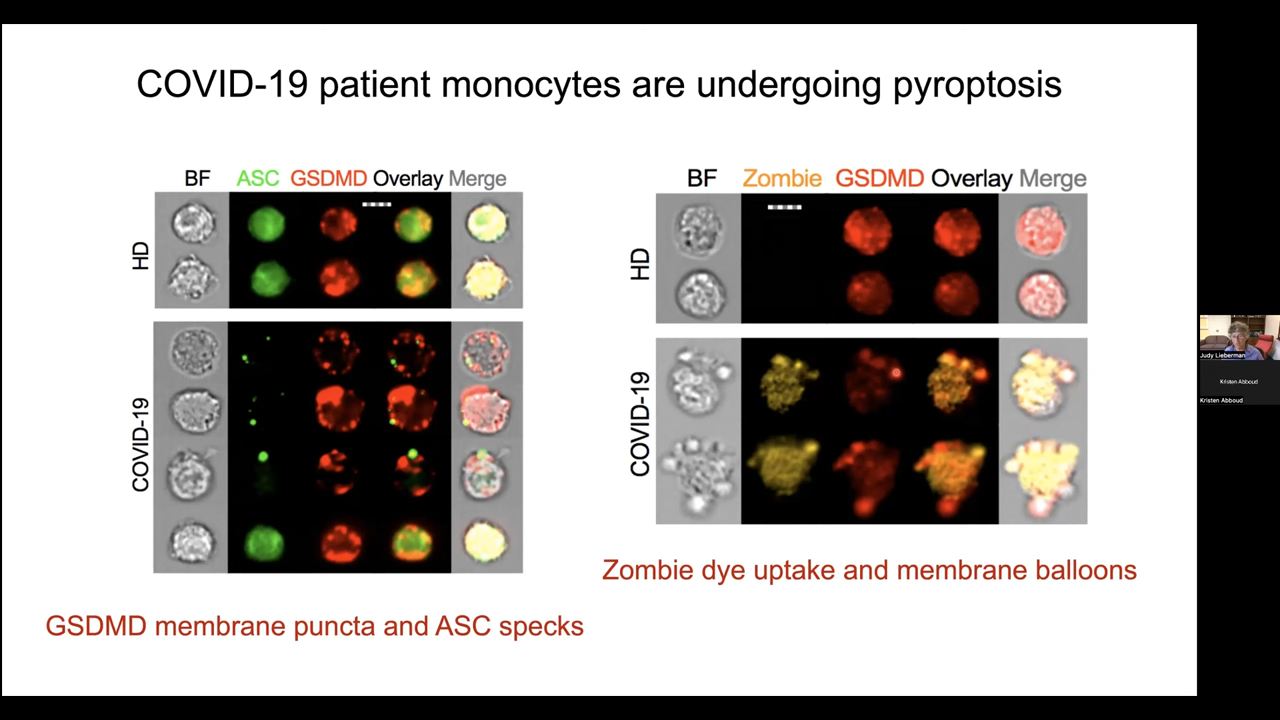 COVID-19 patient monocytes are undergoing pyroptosis
BF ASC GSDMD Overlay Merge
HD
COVID-19
GSDMD membrane puncta and ASC specks
BF Zombie GSDMD Overlay Merge
HD
COVID-19
Zombie dye uptake and membrane balloons
Judy Lieberman
Kristen Abboud
Kristen Abboud